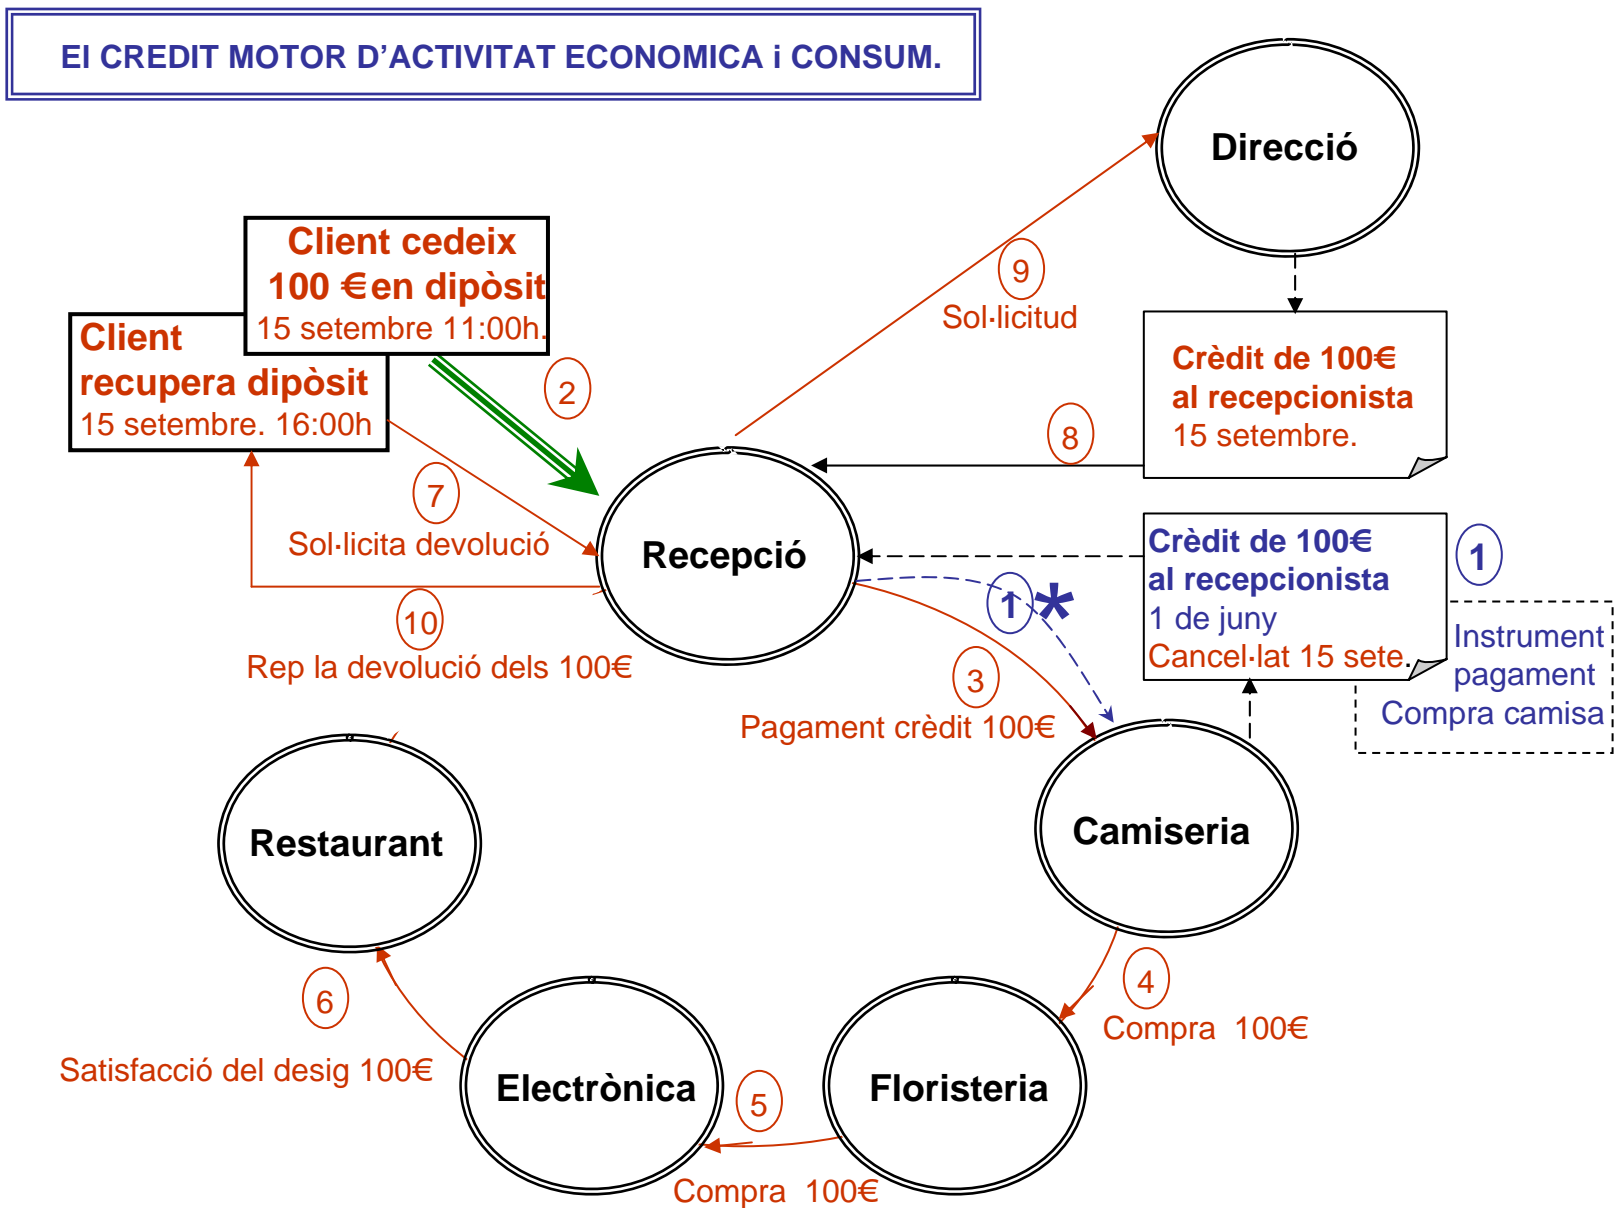 El CREDIT MOTOR D'ACTIVITAT ECONOMICA i CONSUM.
Direcció
Client cedeix
100 € en dipòsit
15 setembre 11:00h.
Client
recupera dipòsit
15 setembre. 16:00h
2
9
Sol·licitud
Crèdit de 100€
al recepcionista
15 setembre.
8
7
Sol·licita devolució
Recepció
Crèdit de 100€
al recepcionista
1 de juny
Cancel·lat 15 sete.
1
1*
Instrument
pagament
Compra camisa
10
Rep la devolució dels 100€
3
Pagament crèdit 100€
Restaurant
Camiseria
6
Satisfacció del desig 100€
4
Compra 100€
Electrònica
Floristeria
5
Compra 100€